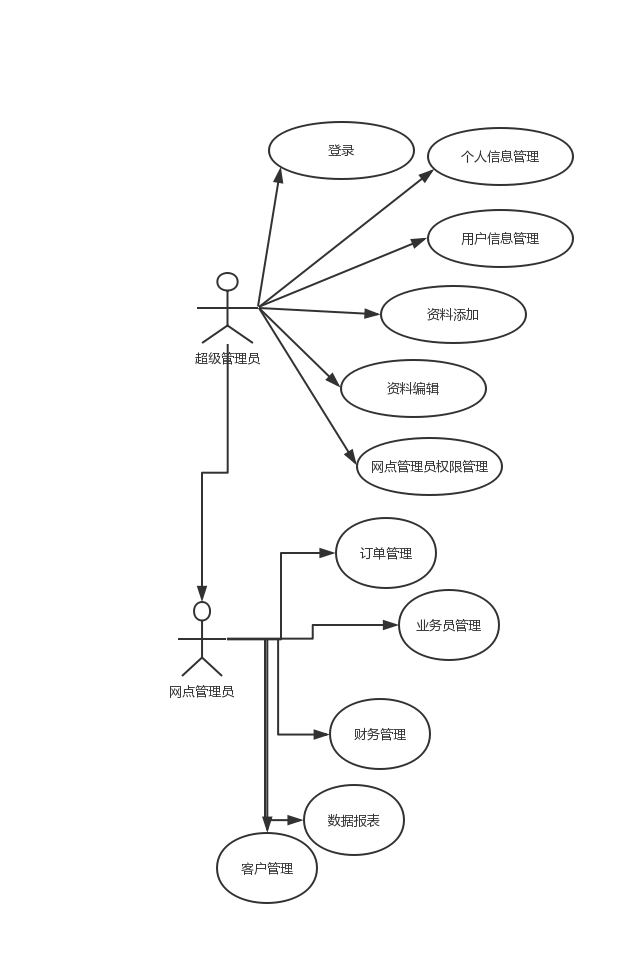 登录
个人信息管理
用户信息管理
资料添加
超级管理员
资料编辑
网点管理员权限管理
订单管理
业务员管理
网点管理员
财务管理
数据报表
客户管理